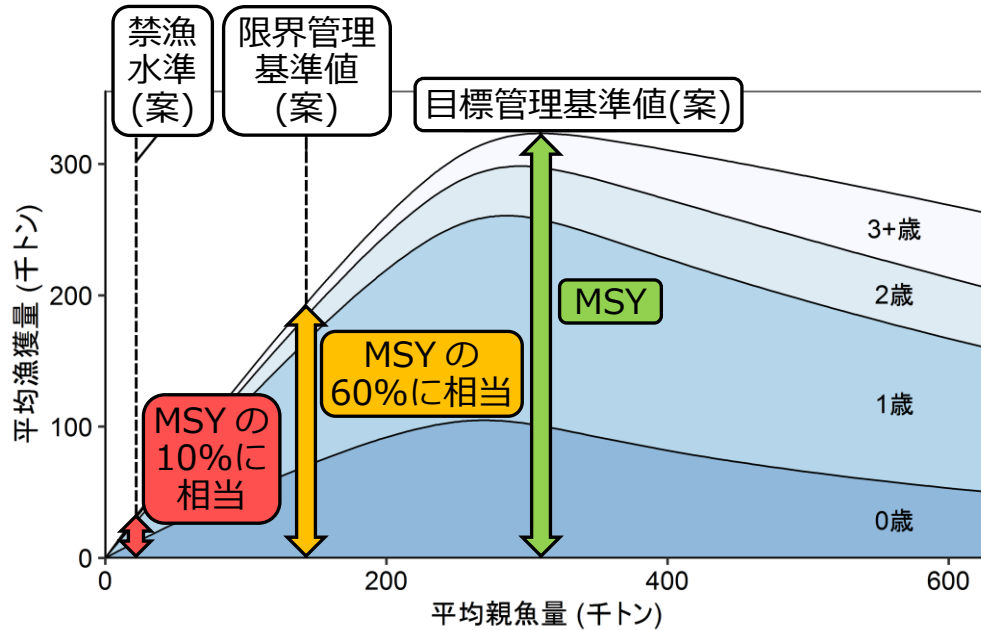 禁漁
水準
(案)
限界管理
基準値
(案)
目標管理基準値(案)
平均漁獲量 (千トン)
300
200
100
0
MSY の
10%に
相当
MSY の
60%に相当
MSY
3+歳
2歳
1歳
0歳
0
200
400
600
平均親魚量 (千トン)